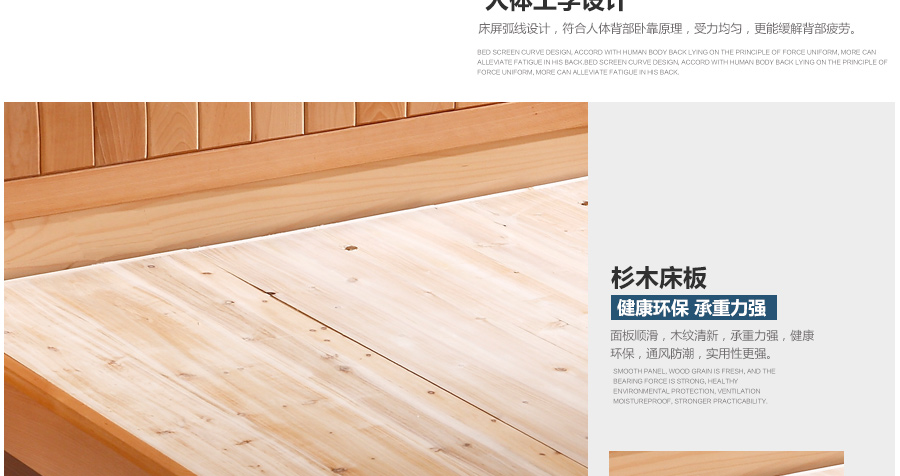 人体工学设计
床屏弧线设计，符合人体背部卧靠原理，受力均匀，更能缓解背部疲劳。
BED SCREEN CURVE DESIGN, ACCORD WITH HUMAN BODY BACK LYING ON THE PRINCIPLE OF FORCE UNIFORM, MORE CAN
ALLEVIATE FATIGUE IN HIS BACK.BED SCREEN CURVE DESIGN, ACCORD WITH HUMAN BODY BACK LYING ON THE PRINCIPLE OF
FORCE UNIFORM, MORE CAN ALLEVIATE FATIGUE IN HIS BACK.
杉木床板
健康环保 承重力强
面板顺滑，木纹清新，承重力强，健康
环保，通风防潮，实用性更强。
SMOOTH PANEL, WOOD GRAIN IS FRESH, AND THE
BEARING FORCE IS STRONG, HEALTHY
ENVIRONMENTAL PROTECTION, VENTILATION
MOISTUREPROOF, STRONGER PRACTICABILITY.